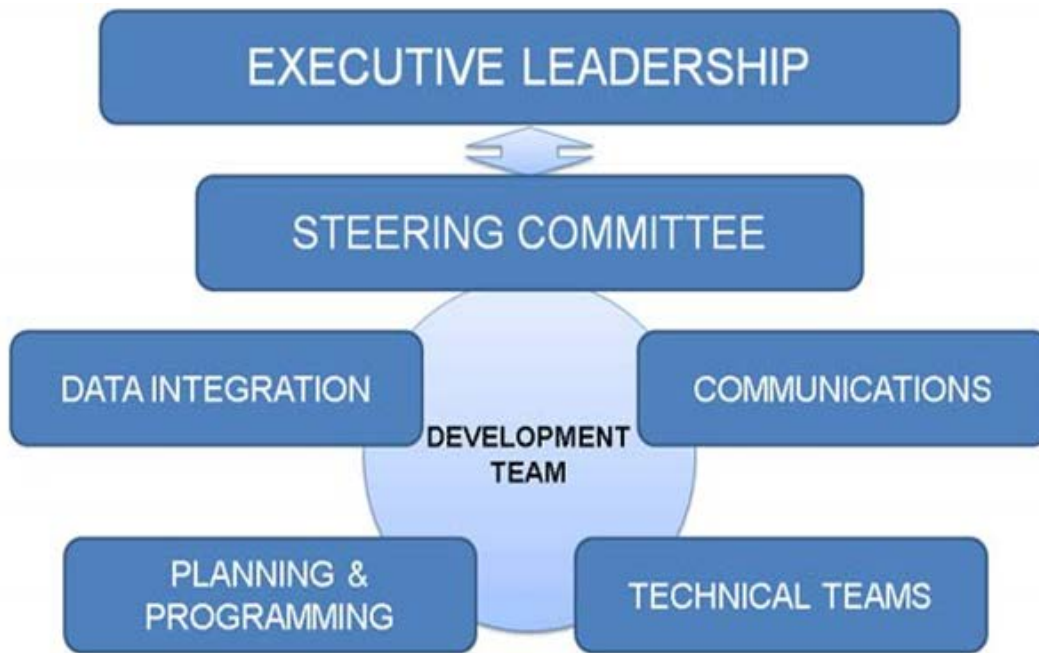 EXECUTIVE LEADERSHIP
STEERING COMMITTEE
DATA INTEGRATION
COMMUNICATIONS
DEVELOPMENT
TEAM
PLANNING &
PROGRAMMING
TECHNICAL TEAMS